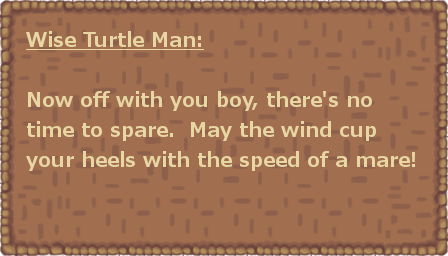 Wise Turtle Man:
Now off with you boy, there's no
time to spare.  May the wind cup
your heels with the speed of a mare!